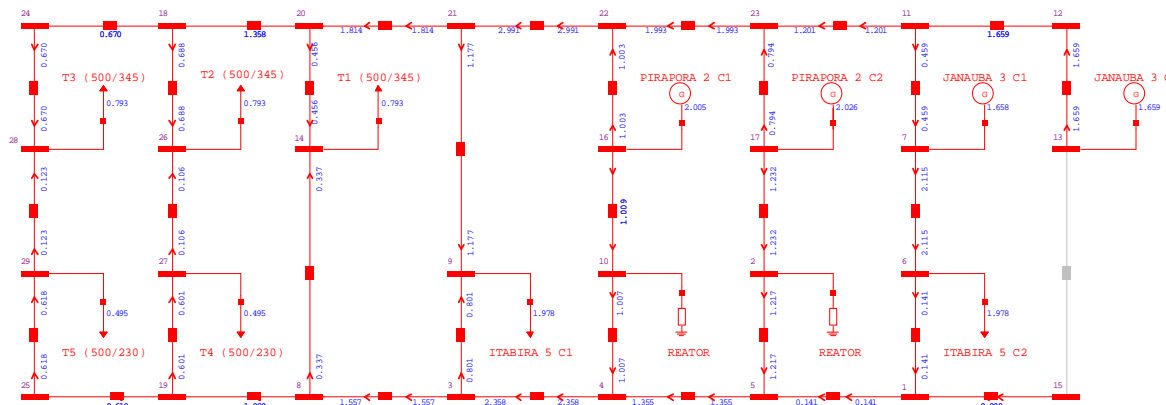 24 18 20 21 22 23 11 12
0.670 1.358 1.814 1.814 2.991 2.991 1.993 1.993 1.201 1.201 1.659
0.670 0.688 0.456 1.177 1.003 0.794 0.459 1.659
T3 (500/345) T2 (500/345) T1 (500/345) PIRAPORA 2 C1 PIRAPORA 2 C2 JANAUBA 3 C1 JANAUBA 3 C
G G G G
0.793 0.793 0.793 2.005 2.026 1.658 1.659
0.670 0.688 0.456 1.003 0.794 0.459 1.659
28 26 14 16 17 7 13
0.123 0.106 0.337 1.009 1.232 2.115
0.123 0.106 1.177 1.232 2.115
29 27 9 10 2 6
0.618 0.601 0.801 1.007 1.217 0.141
0.495 0.495 1.978 1.978
T5 (500/230) T4 (500/230) ITABIRA 5 C1 REATOR REATOR ITABIRA 5 C2
0.618 0.601 0.337 0.801 1.007 1.217 0.141
25 19 8 3 4 5 1 15
1.557 1.557 2.358 2.358 1.355 1.355 0.141 0.141